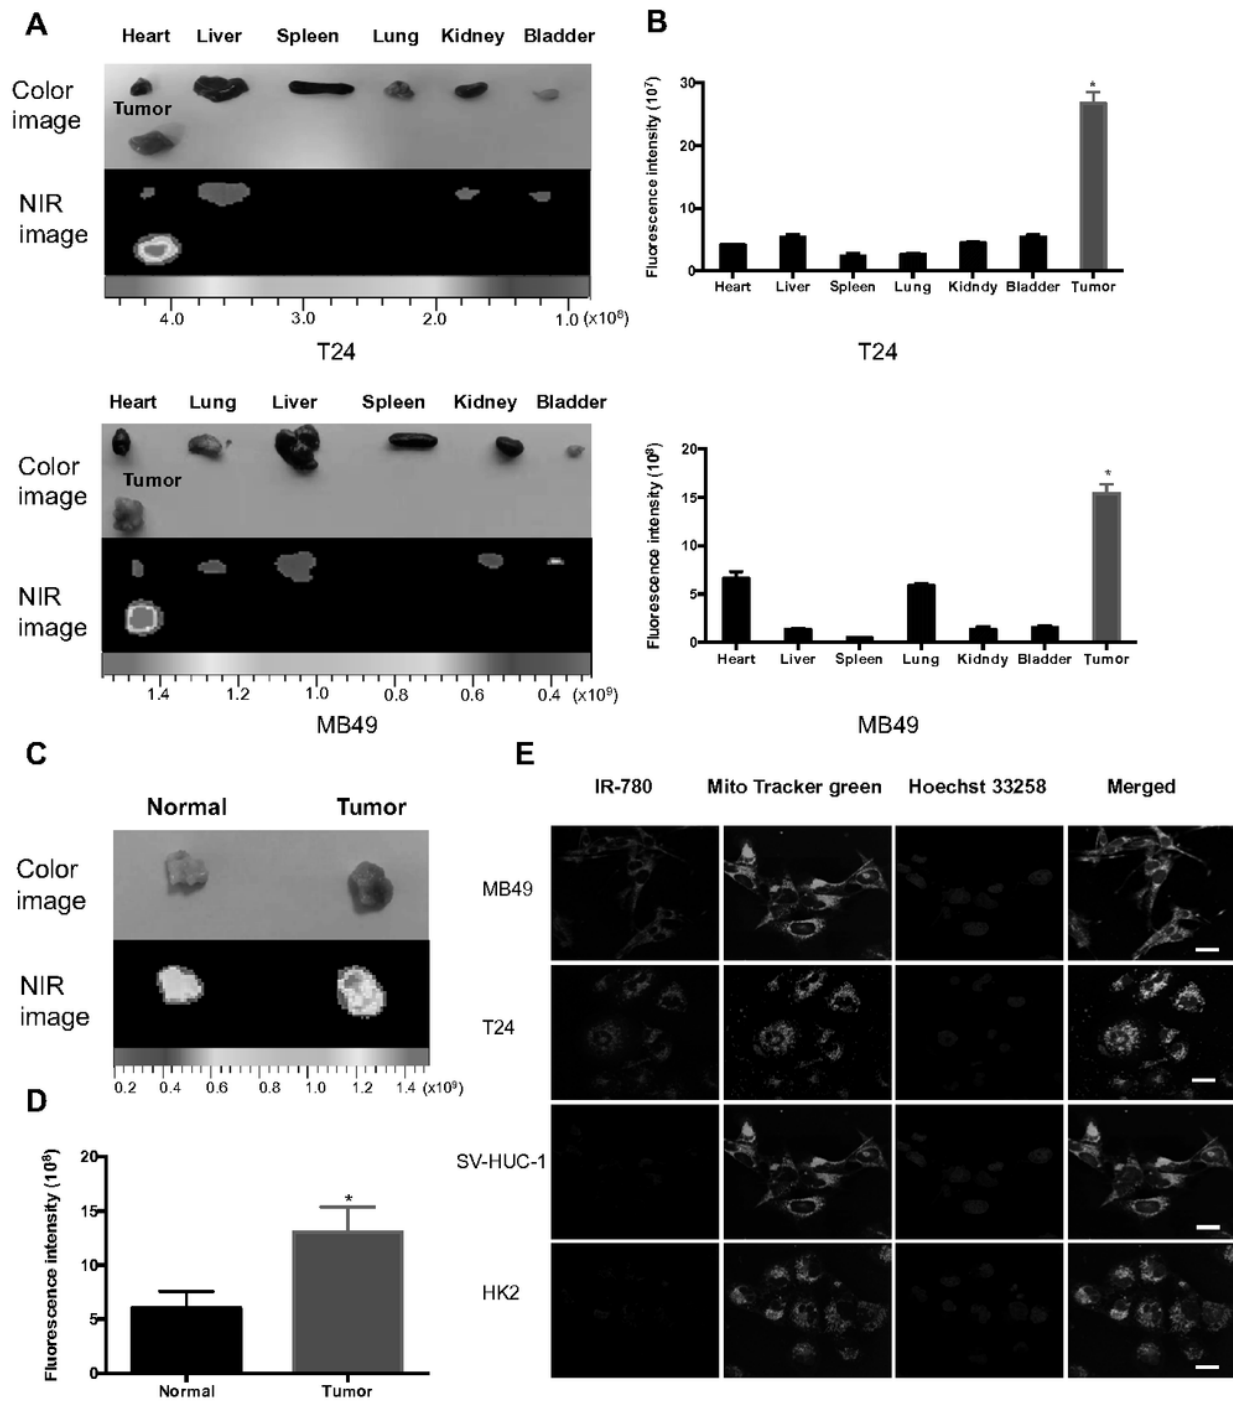 A
Heart Liver Spleen Lung Kidney Bladder
Color
image
Tumor
NIR
image
4.0 3.0 2.0 1.0 (x10⁸)
T24
Heart Lung Liver Spleen Kidney Bladder
Color
image
Tumor
NIR
image
1.4 1.2 1.0 0.8 0.6 0.4 (x10⁹)
MB49
B
Fluorescence intensity (10⁷)
30
20
10
0
*
Heart Liver Spleen Lung Kidndy Bladder Tumor
T24
Fluorescence intensity (10⁸)
20
15
10
5
0
*
Heart Liver Spleen Lung Kidndy Bladder Tumor
MB49
C
Normal Tumor
Color
image
NIR
image
0.2 0.4 0.6 0.8 1.0 1.2 1.4 (x10⁹)
D
Fluorescence intensity (10⁸)
20
15
10
5
0
*
Normal Tumor
E
IR-780 Mito Tracker green Hoechst 33258 Merged
MB49
T24
SV-HUC-1
HK2